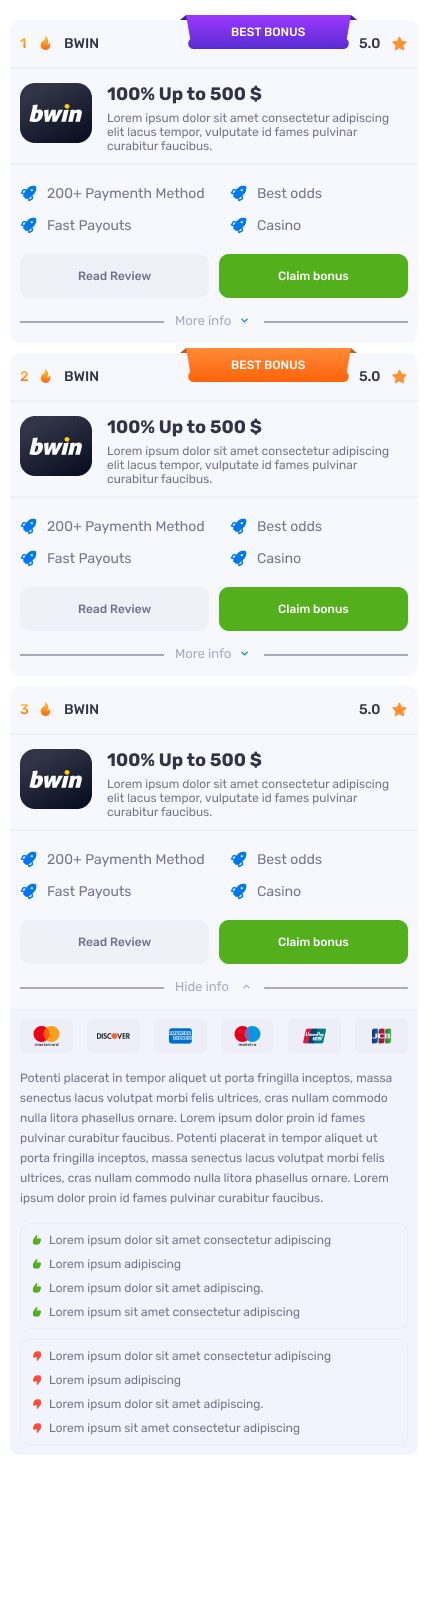 1 BWIN BEST BONUS 5.0
bwin
100% Up to 500 $
Lorem ipsum dolor sit amet consectetur adipiscing
elit lacus tempor, vulputate id fames pulvinar
curabitur faucibus.
200+ Paymenth Method Best odds
Fast Payouts Casino
Read Review Claim bonus
More info
2 BWIN BEST BONUS 5.0
bwin
100% Up to 500 $
Lorem ipsum dolor sit amet consectetur adipiscing
elit lacus tempor, vulputate id fames pulvinar
curabitur faucibus.
200+ Paymenth Method Best odds
Fast Payouts Casino
Read Review Claim bonus
More info
3 BWIN 5.0
bwin
100% Up to 500 $
Lorem ipsum dolor sit amet consectetur adipiscing
elit lacus tempor, vulputate id fames pulvinar
curabitur faucibus.
200+ Paymenth Method Best odds
Fast Payouts Casino
Read Review Claim bonus
Hide info
mastercard DISCOVER AMERICAN EXPRESS maestro UnionPay JCB
Potenti placerat in tempor aliquet ut porta fringilla inceptos, massa
senectus lacus volutpat morbi felis ultrices, cras nullam commodo
nulla litora phasellus ornare. Lorem ipsum dolor proin id fames
pulvinar curabitur faucibus. Potenti placerat in tempor aliquet ut
porta fringilla inceptos, massa senectus lacus volutpat morbi felis
ultrices, cras nullam commodo nulla litora phasellus ornare. Lorem
ipsum dolor proin id fames pulvinar curabitur faucibus.
Lorem ipsum dolor sit amet consectetur adipiscing
Lorem ipsum adipiscing
Lorem ipsum dolor sit amet adipiscing.
Lorem ipsum sit amet consectetur adipiscing
Lorem ipsum dolor sit amet consectetur adipiscing
Lorem ipsum adipiscing
Lorem ipsum dolor sit amet adipiscing.
Lorem ipsum sit amet consectetur adipiscing